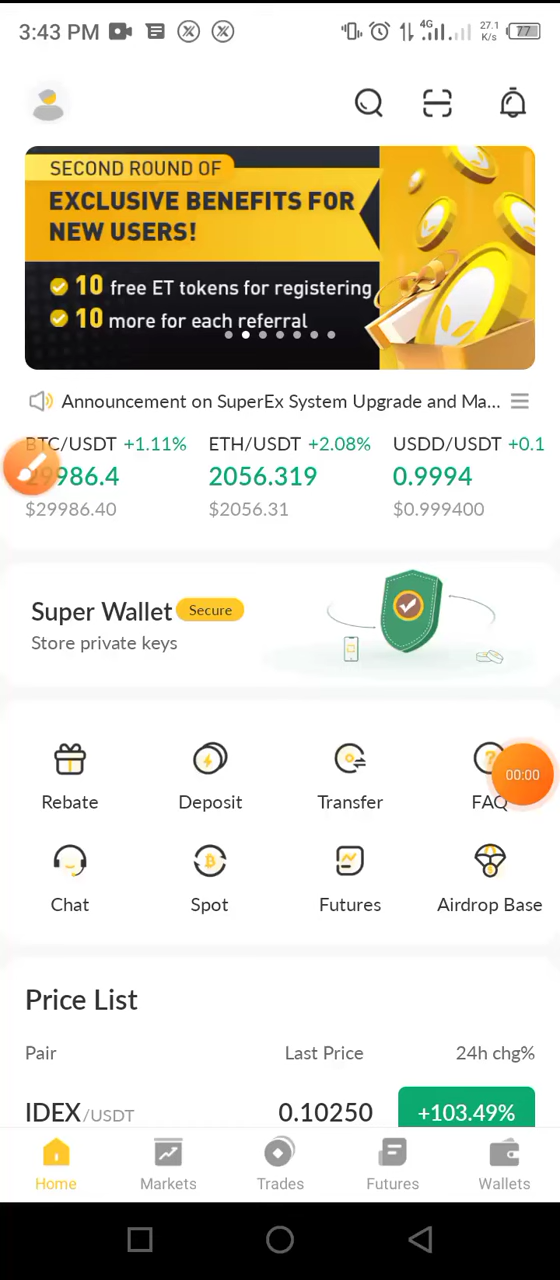 3:43 PM
4G
27.1
K/s
77
SECOND ROUND OF
EXCLUSIVE BENEFITS FOR
NEW USERS!
10 free ET tokens for registering
10 more for each referral
Announcement on SuperEx System Upgrade and Ma...
BTC/USDT +1.11% ETH/USDT +2.08% USDD/USDT +0.1
29986.4 2056.319 0.9994
$29986.40 $2056.31 $0.999400
Super Wallet Secure
Store private keys
00:00
Rebate Deposit Transfer FAQ
Chat Spot Futures Airdrop Base
Price List
Pair Last Price 24h chg%
IDEX/USDT 0.10250 +103.49%
Home Markets Trades Futures Wallets